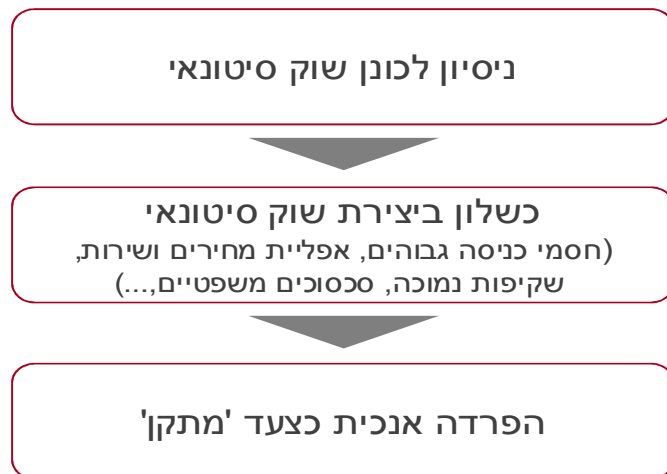 ניסיון לכונן שוק סיטונאי
כשלון ביצירת שוק סיטונאי
(חסמי כניסה גבוהים, אפליית מחירים ושירות,
שקיפות נמוכה, סכסוכים משפטיים,...)
הפרדה אנכית כצעד 'מתקן'